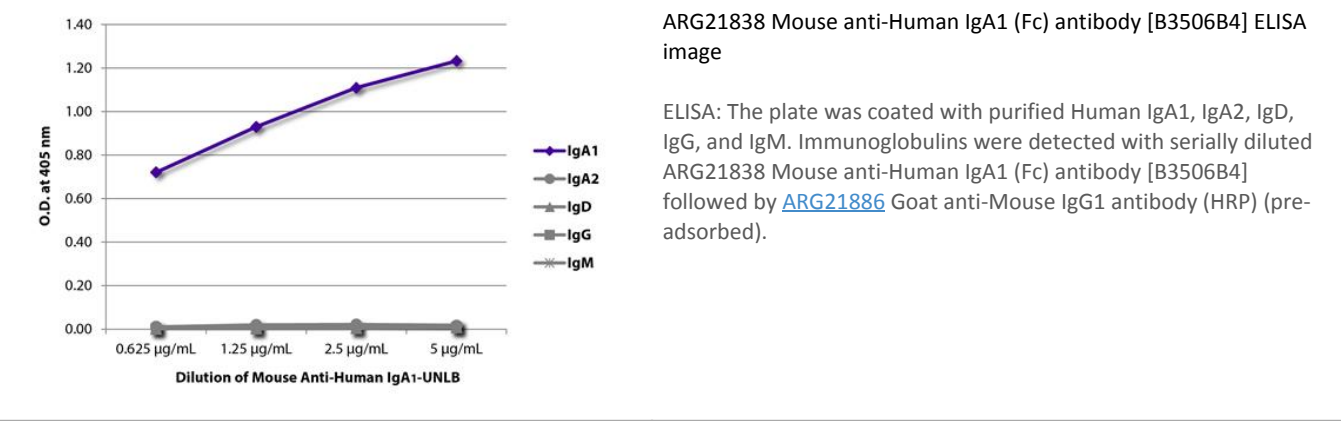 1.40
1.20
1.00
0.80
0.60
0.40
0.20
0.00
O.D. at 405 nm
0.625 µg/mL 1.25 µg/mL 2.5 µg/mL 5 µg/mL
Dilution of Mouse Anti-Human IgA1-UNLB
IgA1
IgA2
IgD
IgG
IgM
ARG21838 Mouse anti-Human IgA1 (Fc) antibody [B3506B4] ELISA
image
ELISA: The plate was coated with purified Human IgA1, IgA2, IgD,
IgG, and IgM. Immunoglobulins were detected with serially diluted
ARG21838 Mouse anti-Human IgA1 (Fc) antibody [B3506B4]
followed by ARG21886 Goat anti-Mouse IgG1 antibody (HRP) (pre-
adsorbed).